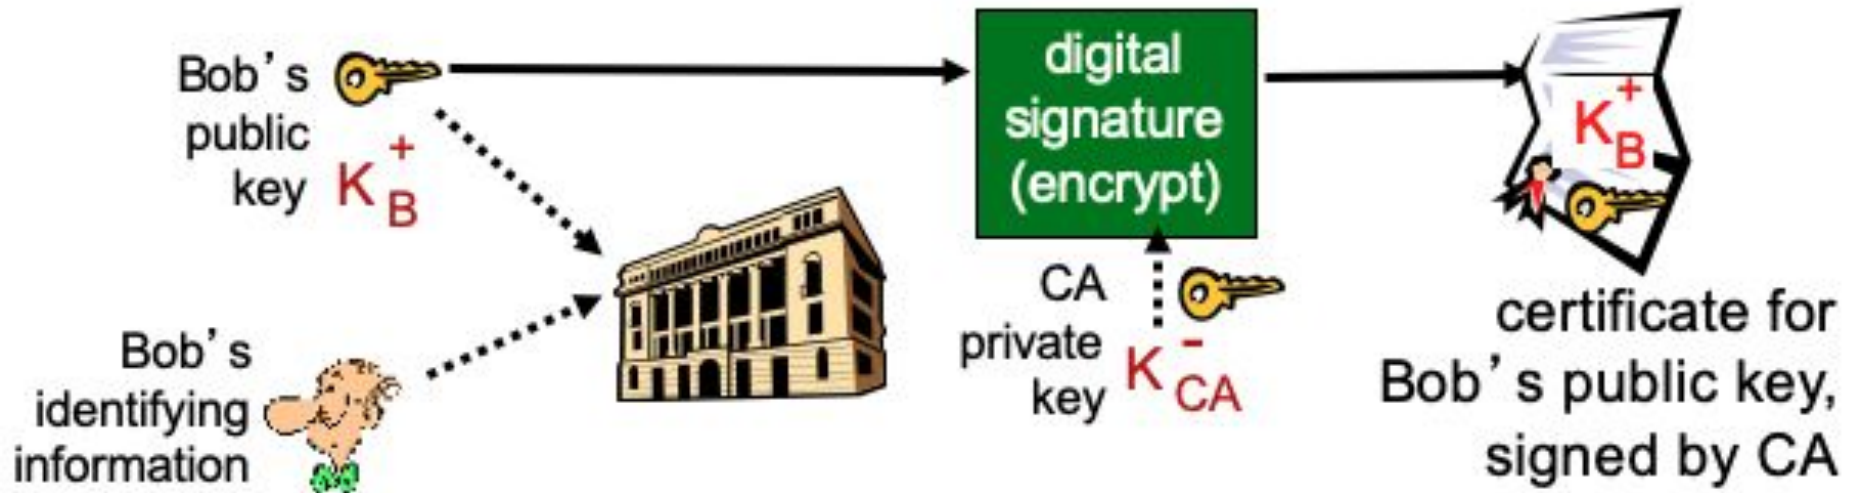 Bob's
public
key K B +
digital
signature
(encrypt)
K B +
Bob's
identifying
information
CA
private
key K CA -
certificate for
Bob's public key,
signed by CA